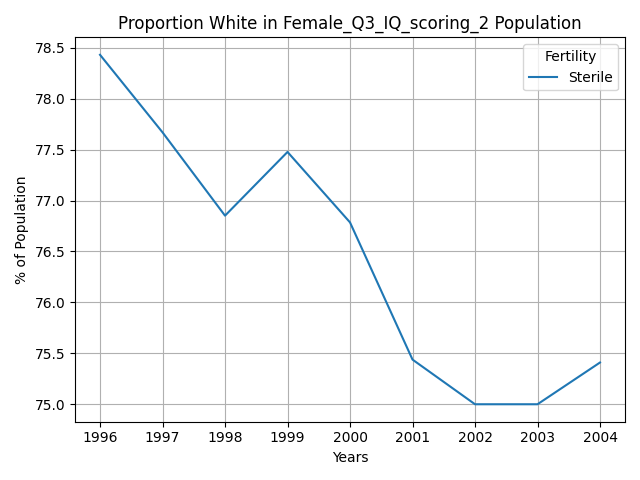 Proportion White in Female_Q3_IQ_scoring_2 Population
Fertility
Sterile
% of Population
78.5
78.0
77.5
77.0
76.5
76.0
75.5
75.0
1996 1997 1998 1999 2000 2001 2002 2003 2004
Years